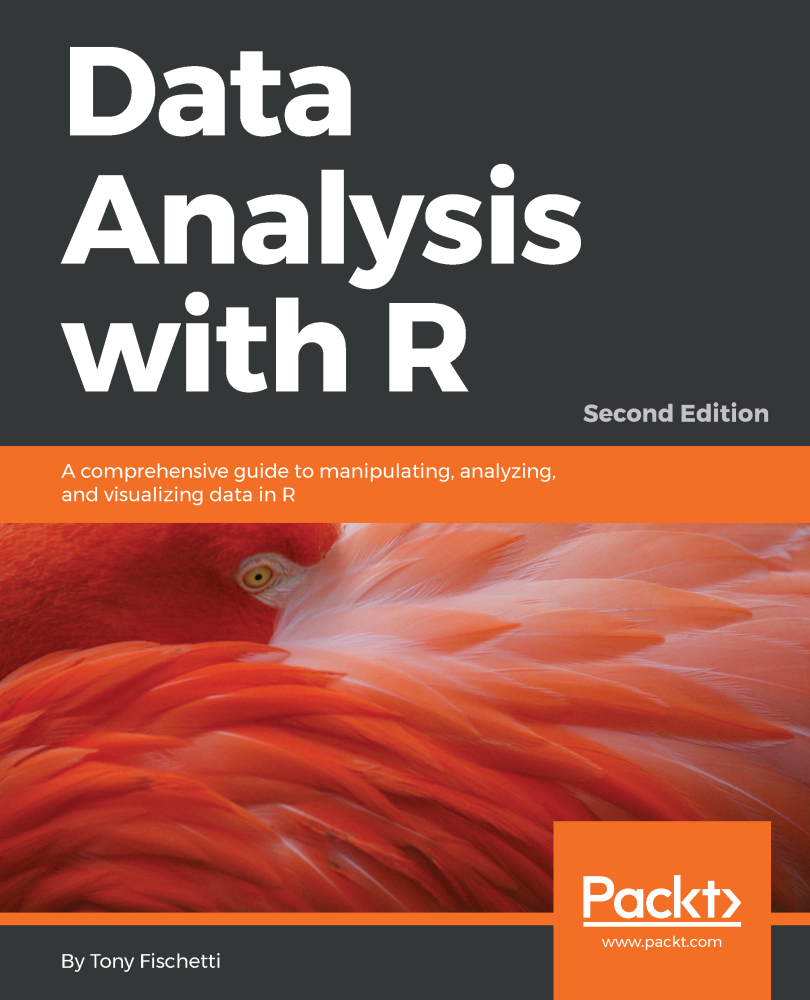 Data
Analysis
with R
Second Edition
A comprehensive guide to manipulating, analyzing,
and visualizing data in R
Packt>
www.packt.com
By Tony Fischetti